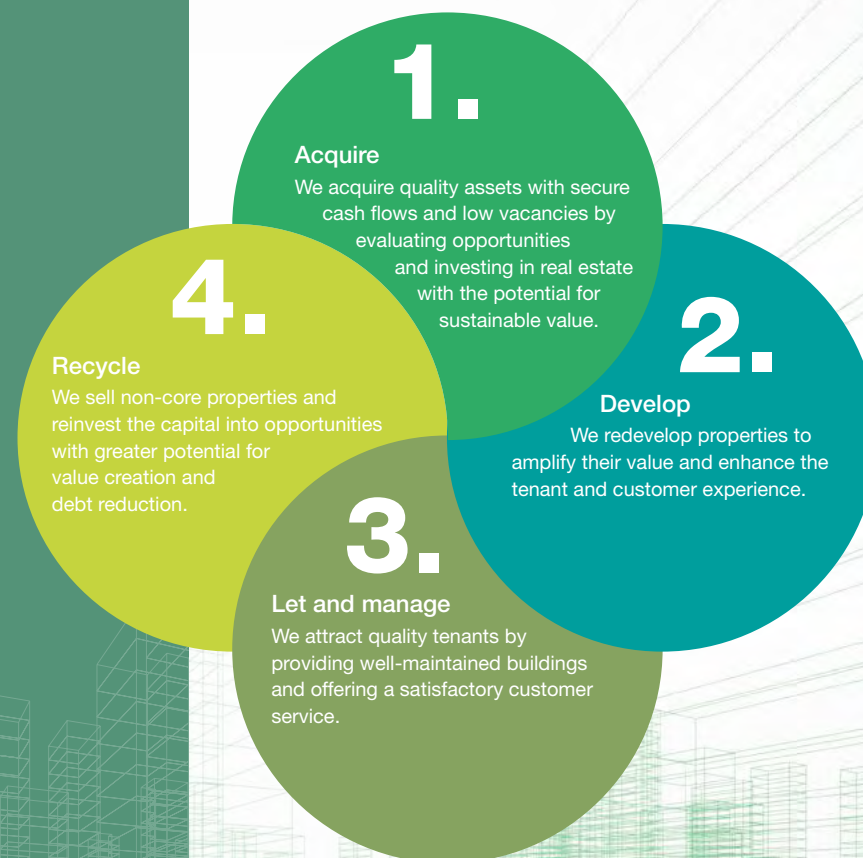 1.
Acquire
We acquire quality assets with secure
cash flows and low vacancies by
evaluating opportunities
and investing in real estate
with the potential for
sustainable value.
2.
Develop
We redevelop properties to
amplify their value and enhance the
tenant and customer experience.
3.
Let and manage
We attract quality tenants by
providing well-maintained buildings
and offering a satisfactory customer
service.
4.
Recycle
We sell non-core properties and
reinvest the capital into opportunities
with greater potential for
value creation and
debt reduction.